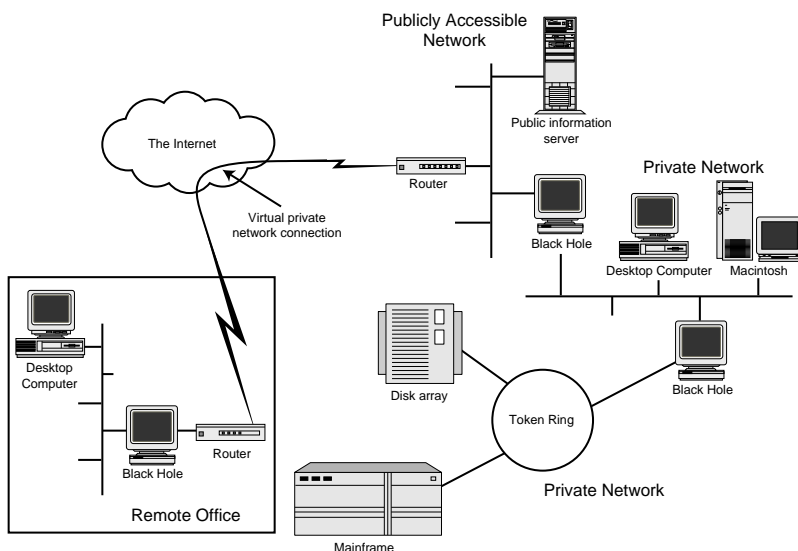 Publicly Accessible
Network
The Internet
Public information
server
Private Network
Router
Virtual private
network connection
Black Hole
Desktop Computer
Macintosh
Desktop
Computer
Disk array
Black Hole
Token Ring
Router
Black Hole
Private Network
Remote Office
Mainframe